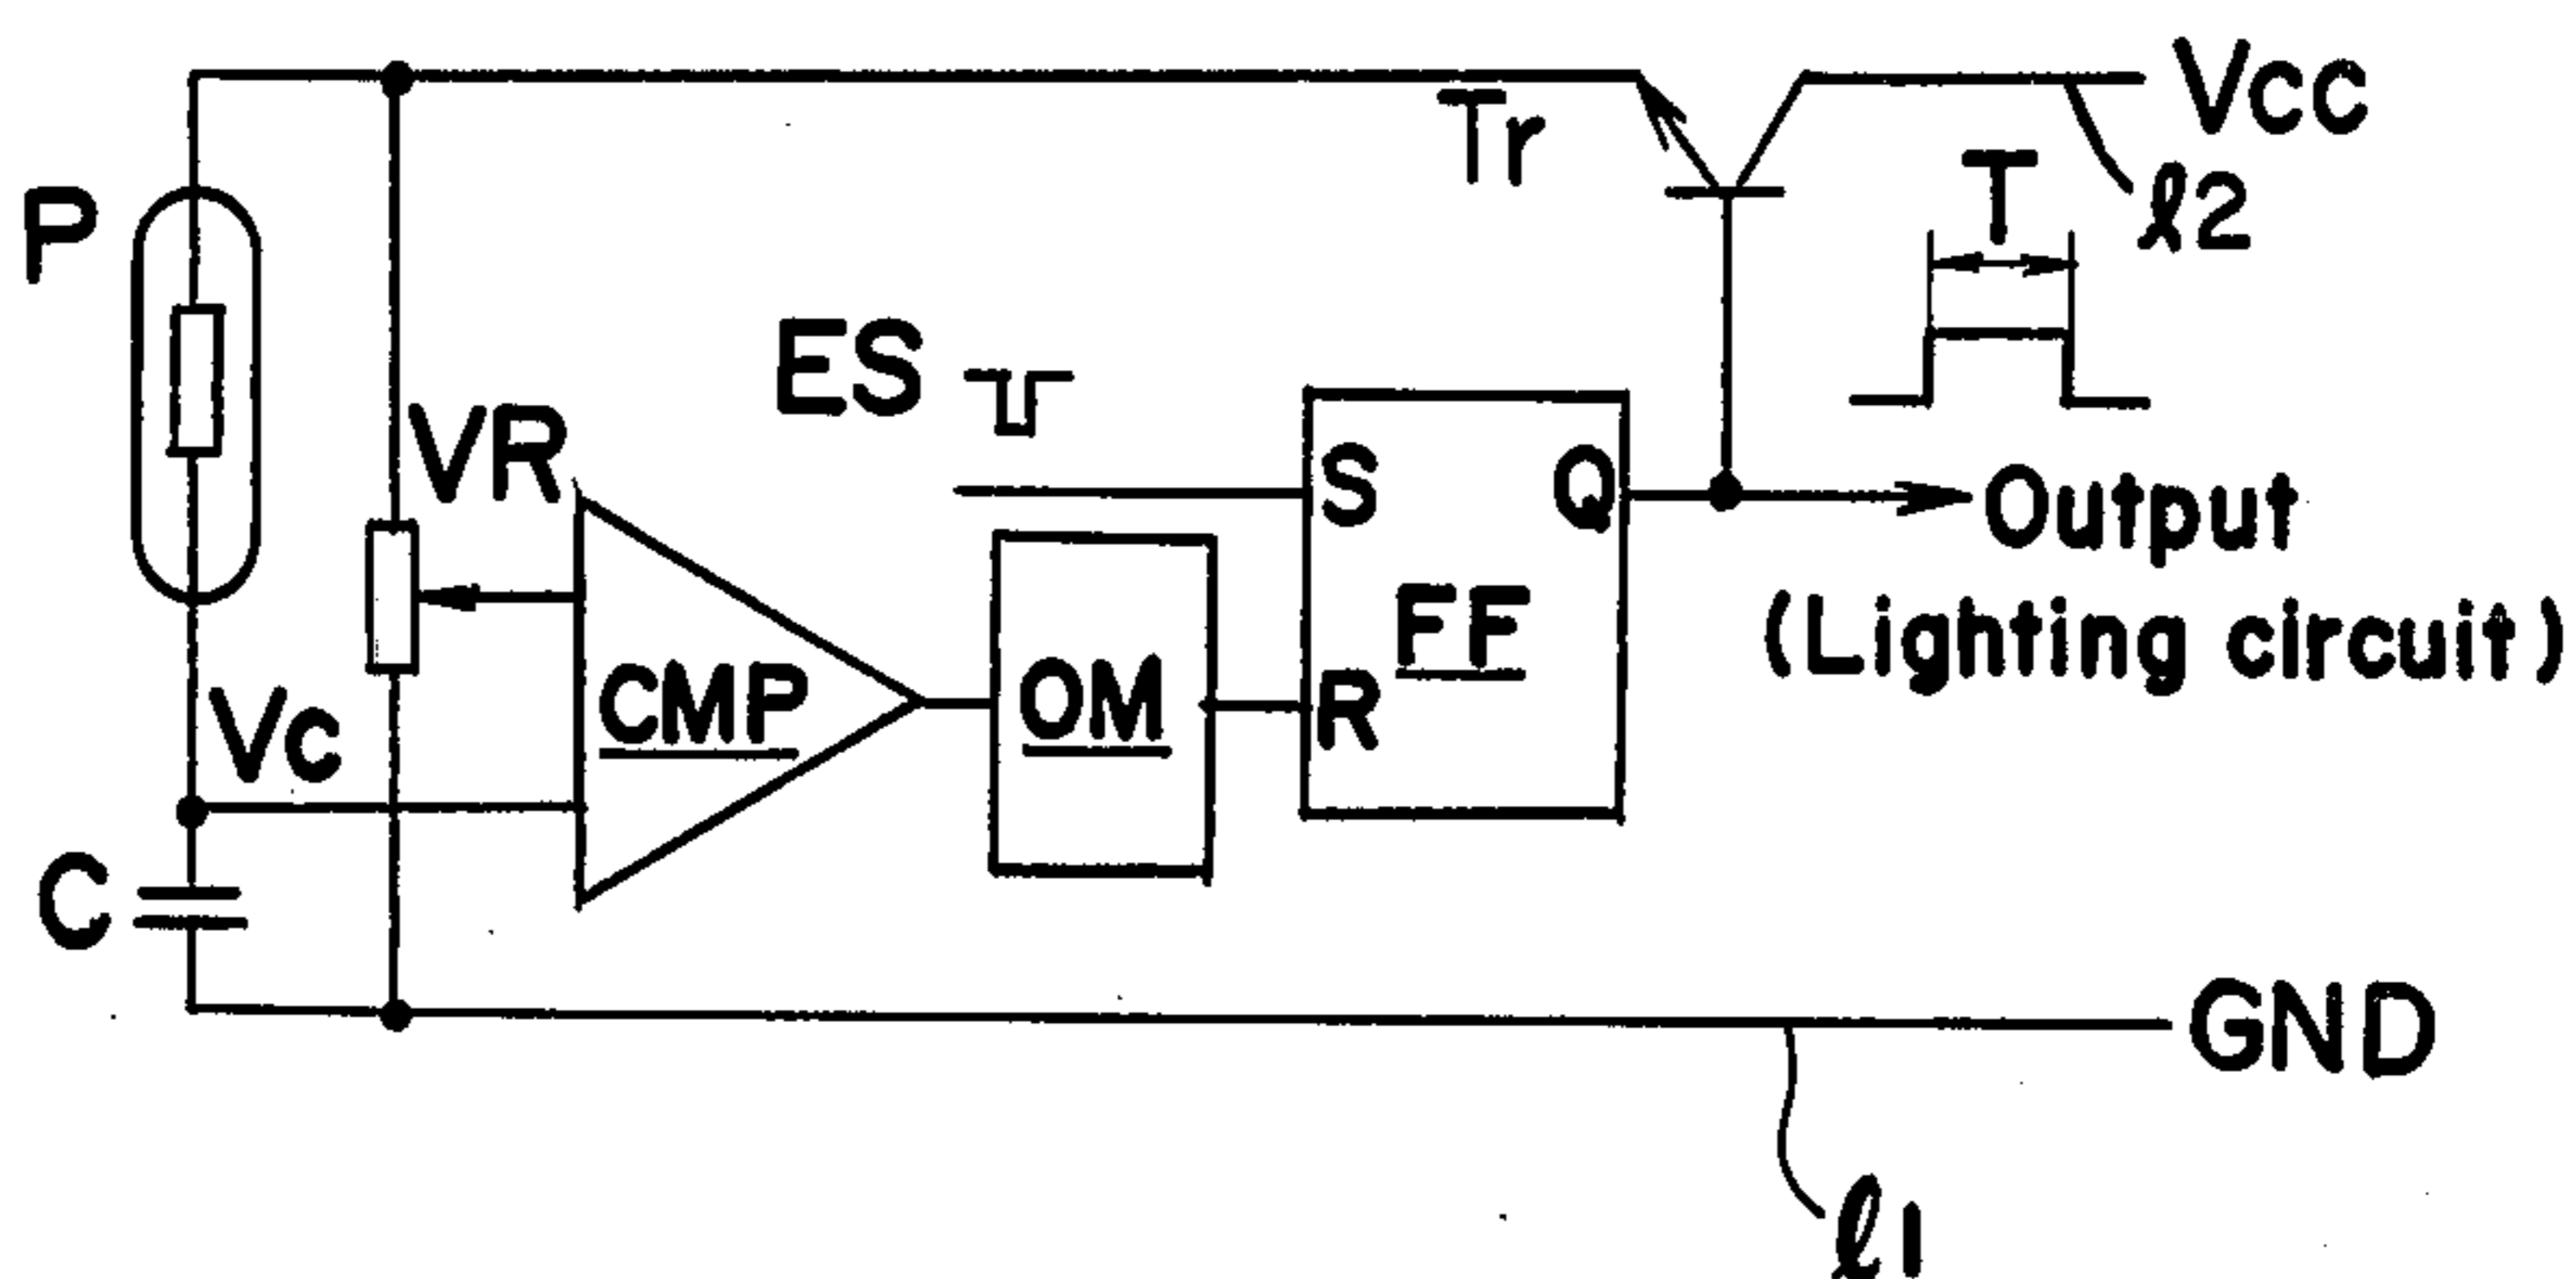 Vcc
Tr
T
ℓ2
P
ES
VR
S
Q
Output
(Lighting circuit)
FF
CMP
OM
R
Vc
C
GND
ℓ1